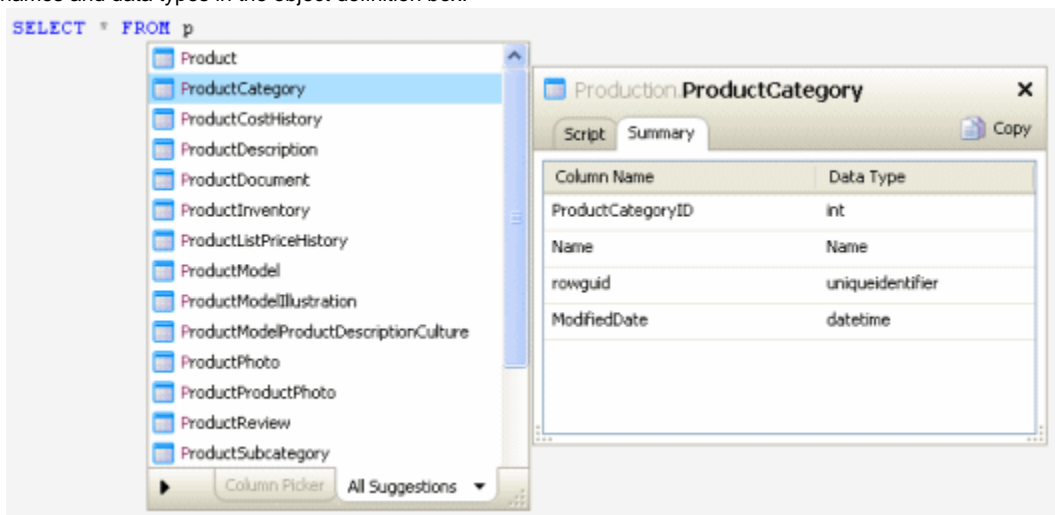 names and data types in the object definition box.
SELECT * FROM p
Product
ProductCategory
ProductCostHistory
ProductDescription
ProductDocument
ProductInventory
ProductListPriceHistory
ProductModel
ProductModelIllustration
ProductModelProductDescriptionCulture
ProductPhoto
ProductProductPhoto
ProductReview
ProductSubcategory
Column Picker All Suggestions
Production.ProductCategory
Script Summary Copy
Column Name Data Type
ProductCategoryID int
Name Name
rowguid uniqueidentifier
ModifiedDate datetime